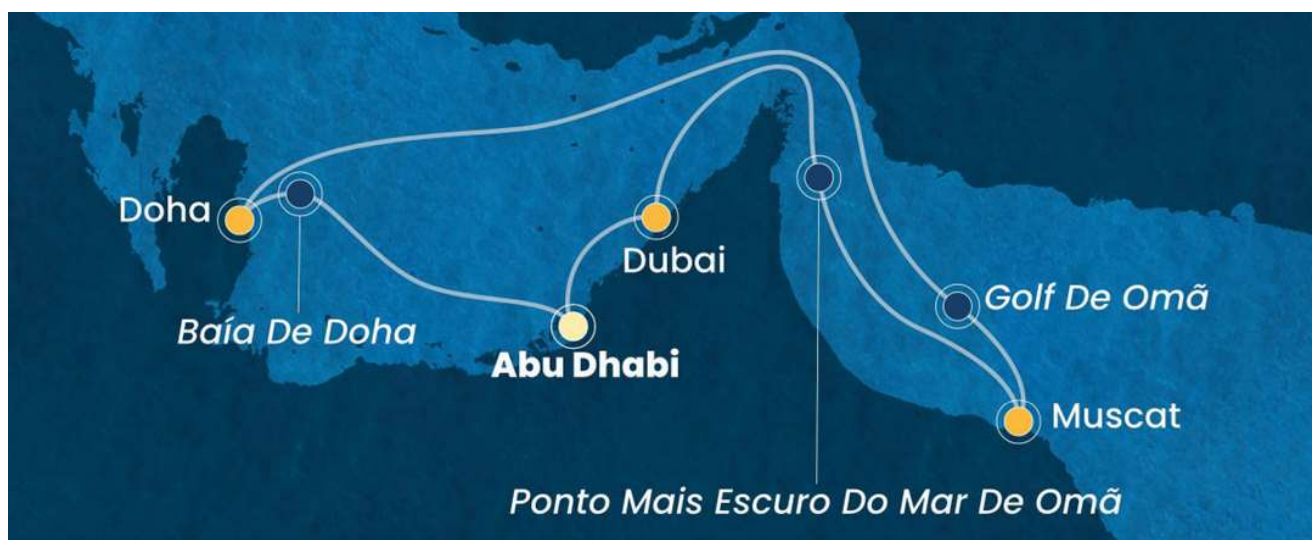 Doha
Dubai
Baía De Doha
Golf De Omã
Abu Dhabi
Muscat
Ponto Mais Escuro Do Mar De Omã